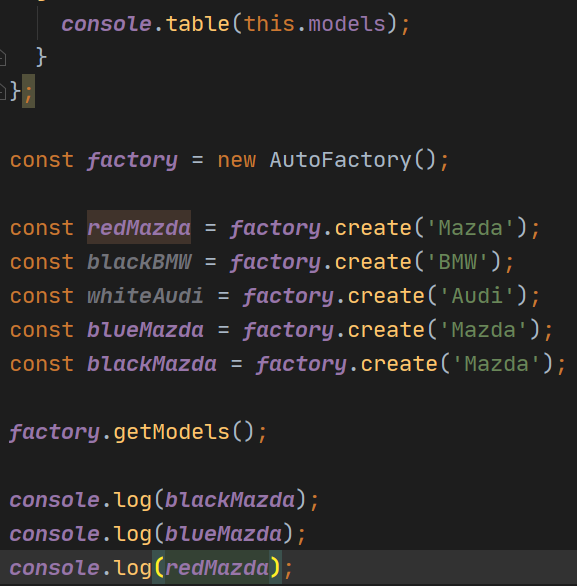 console.table(this.models);
}
};
const factory = new AutoFactory();
const redMazda = factory.create('Mazda');
const blackBMW = factory.create('BMW');
const whiteAudi = factory.create('Audi');
const blueMazda = factory.create('Mazda');
const blackMazda = factory.create('Mazda');
factory.getModels();
console.log(blackMazda);
console.log(blueMazda);
console.log(redMazda);